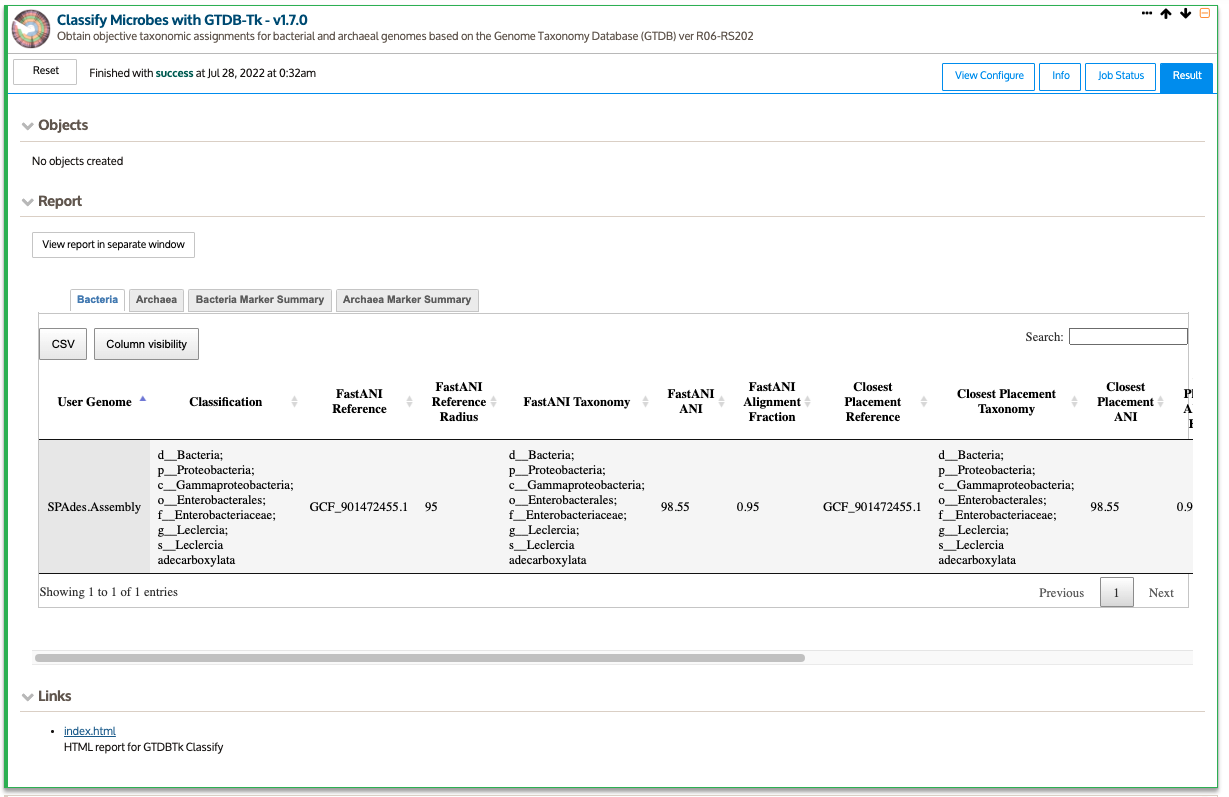 Classify Microbes with GTDB-Tk - v1.7.0
Obtain objective taxonomic assignments for bacterial and archaeal genomes based on the Genome Taxonomy Database (GTDB) ver R06-RS202
Reset
Finished with success at Jul 28, 2022 at 0:32am
View Configure
Info
Job Status
Result
Objects
No objects created
Report
View report in separate window
Bacteria
Archaea
Bacteria Marker Summary
Archaea Marker Summary
CSV
Column visibility
Search:
User Genome
Classification
FastANI
Reference
FastANI
Reference
Radius
FastANI Taxonomy
FastANI
ANI
FastANI
Alignment
Fraction
Closest
Placement
Reference
Closest Placement
Taxonomy
Closest
Placement
ANI
SPAdes.Assembly
d__Bacteria;
p__Proteobacteria;
c__Gammaproteobacteria;
o__Enterobacterales;
f__Enterobacteriaceae;
g__Leclercia;
s__Leclercia
adecarboxylata
GCF_901472455.1
95
d__Bacteria;
p__Proteobacteria;
c__Gammaproteobacteria;
o__Enterobacterales;
f__Enterobacteriaceae;
g__Leclercia;
s__Leclercia
adecarboxylata
98.55
0.95
GCF_901472455.1
d__Bacteria;
p__Proteobacteria;
c__Gammaproteobacteria;
o__Enterobacterales;
f__Enterobacteriaceae;
g__Leclercia;
s__Leclercia
adecarboxylata
98.55
Showing 1 to 1 of 1 entries
Previous
1
Next
Links
• index.html
HTML report for GTDBTk Classify